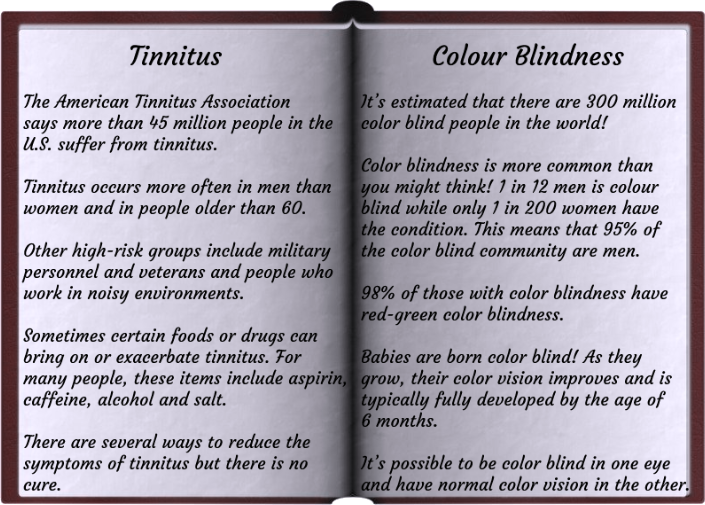 Tinnitus
The American Tinnitus Association
says more than 45 million people in the
U.S. suffer from tinnitus.
Tinnitus occurs more often in men than
women and in people older than 60.
Other high-risk groups include military
personnel and veterans and people who
work in noisy environments.
Sometimes certain foods or drugs can
bring on or exacerbate tinnitus. For
many people, these items include aspirin,
caffeine, alcohol and salt.
There are several ways to reduce the
symptoms of tinnitus but there is no
cure.
Colour Blindness
It's estimated that there are 300 million
color blind people in the world!
Color blindness is more common than
you might think! 1 in 12 men is colour
blind while only 1 in 200 women have
the condition. This means that 95% of
the color blind community are men.
98% of those with color blindness have
red-green color blindness.
Babies are born color blind! As they
grow, their color vision improves and is
typically fully developed by the age of
6 months.
It's possible to be color blind in one eye
and have normal color vision in the other.